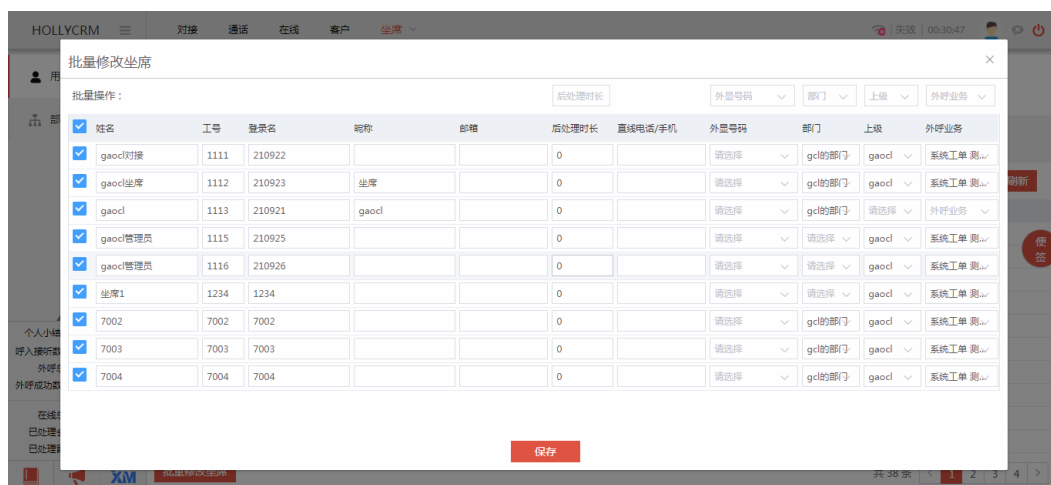 HOLLYCRM 对接 通话 在线 客户 坐席 失效 00:30:47
批量修改坐席
批量操作： 后处理时长 外显号码 部门 上级 外呼业务
姓名 工号 登录名 昵称 邮箱 后处理时长 直线电话/手机 外显号码 部门 上级 外呼业务
gaocl对接 1111 210922 0 请选择 gcl的部门 gaocl 系统工单 测...
gaocl坐席 1112 210923 坐席 0 请选择 gcl的部门 gaocl 系统工单 测...
gaocl 1113 210921 gaocl 0 请选择 gcl的部门 请选择 外呼业务
gaocl管理员 1115 210925 0 请选择 请选择 gaocl 系统工单 测...
gaocl管理员 1116 210926 0 请选择 请选择 gaocl 系统工单 测...
坐席1 1234 1234 0 请选择 请选择 gaocl 系统工单 测...
7002 7002 7002 0 请选择 gcl的部门 gaocl 系统工单 测...
7003 7003 7003 0 请选择 gcl的部门 gaocl 系统工单 测...
7004 7004 7004 0 请选择 gcl的部门 gaocl 系统工单 测...
保存
用
部
刷新
便签
个人小结
呼入接听数
外呼
外呼成功数
在线
已处理
已处理
XM 批量修改坐席 共 38 条 1 2 3 4